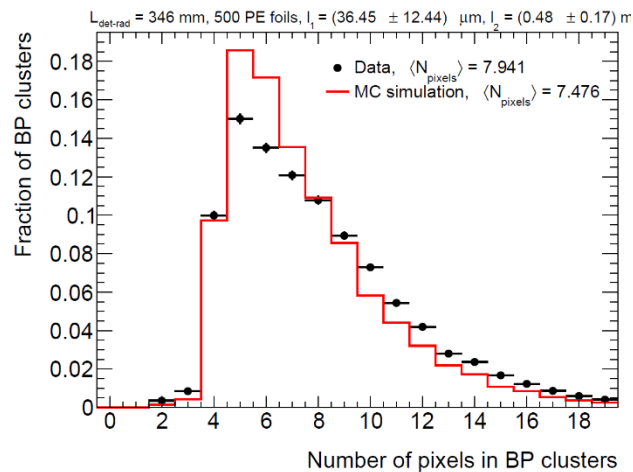 L_det-rad = 346 mm, 500 PE foils, l_1 = (36.45 ± 12.44) μm, l_2 = (0.48 ± 0.17) m
Data, ⟨N_pixels⟩ = 7.941
MC simulation, ⟨N_pixels⟩ = 7.476
Fraction of BP clusters
0.18
0.16
0.14
0.12
0.1
0.08
0.06
0.04
0.02
0
0 2 4 6 8 10 12 14 16 18
Number of pixels in BP clusters